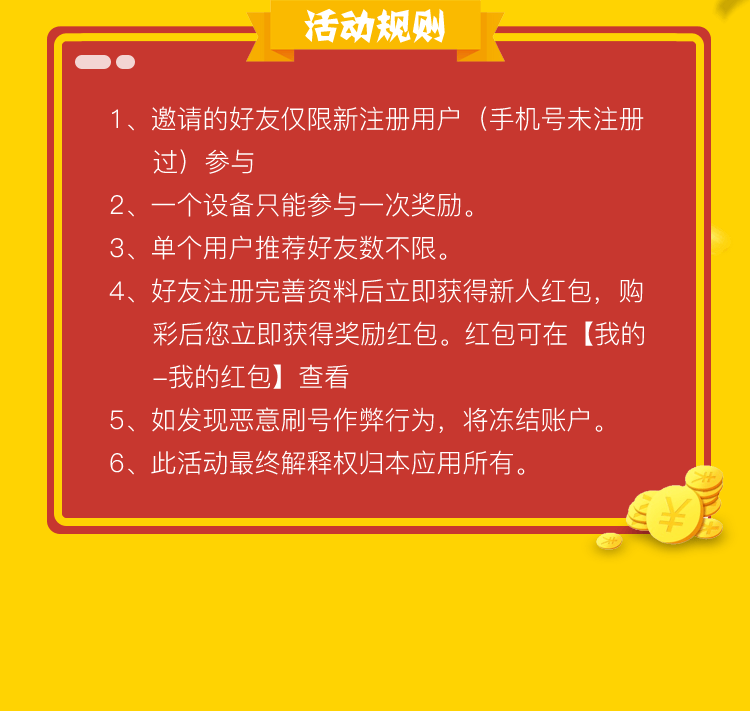 活动规则
1、邀请的好友仅限新注册用户（手机号未注册
过）参与
2、一个设备只能参与一次奖励。
3、单个用户推荐好友数不限。
4、好友注册完善资料后立即获得新人红包，购
彩后您立即获得奖励红包。红包可在【我的
-我的红包】查看
5、如发现恶意刷号作弊行为，将冻结账户。
6、此活动最终解释权归本应用所有。